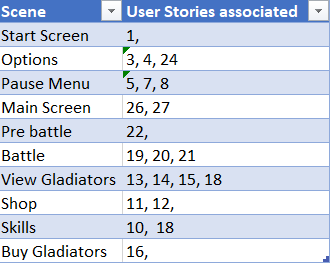 Scene User Stories associated
Start Screen 1,
Options 3, 4, 24
Pause Menu 5, 7, 8
Main Screen 26, 27
Pre battle 22,
Battle 19, 20, 21
View Gladiators 13, 14, 15, 18
Shop 11, 12,
Skills 10,  18
Buy Gladiators 16,